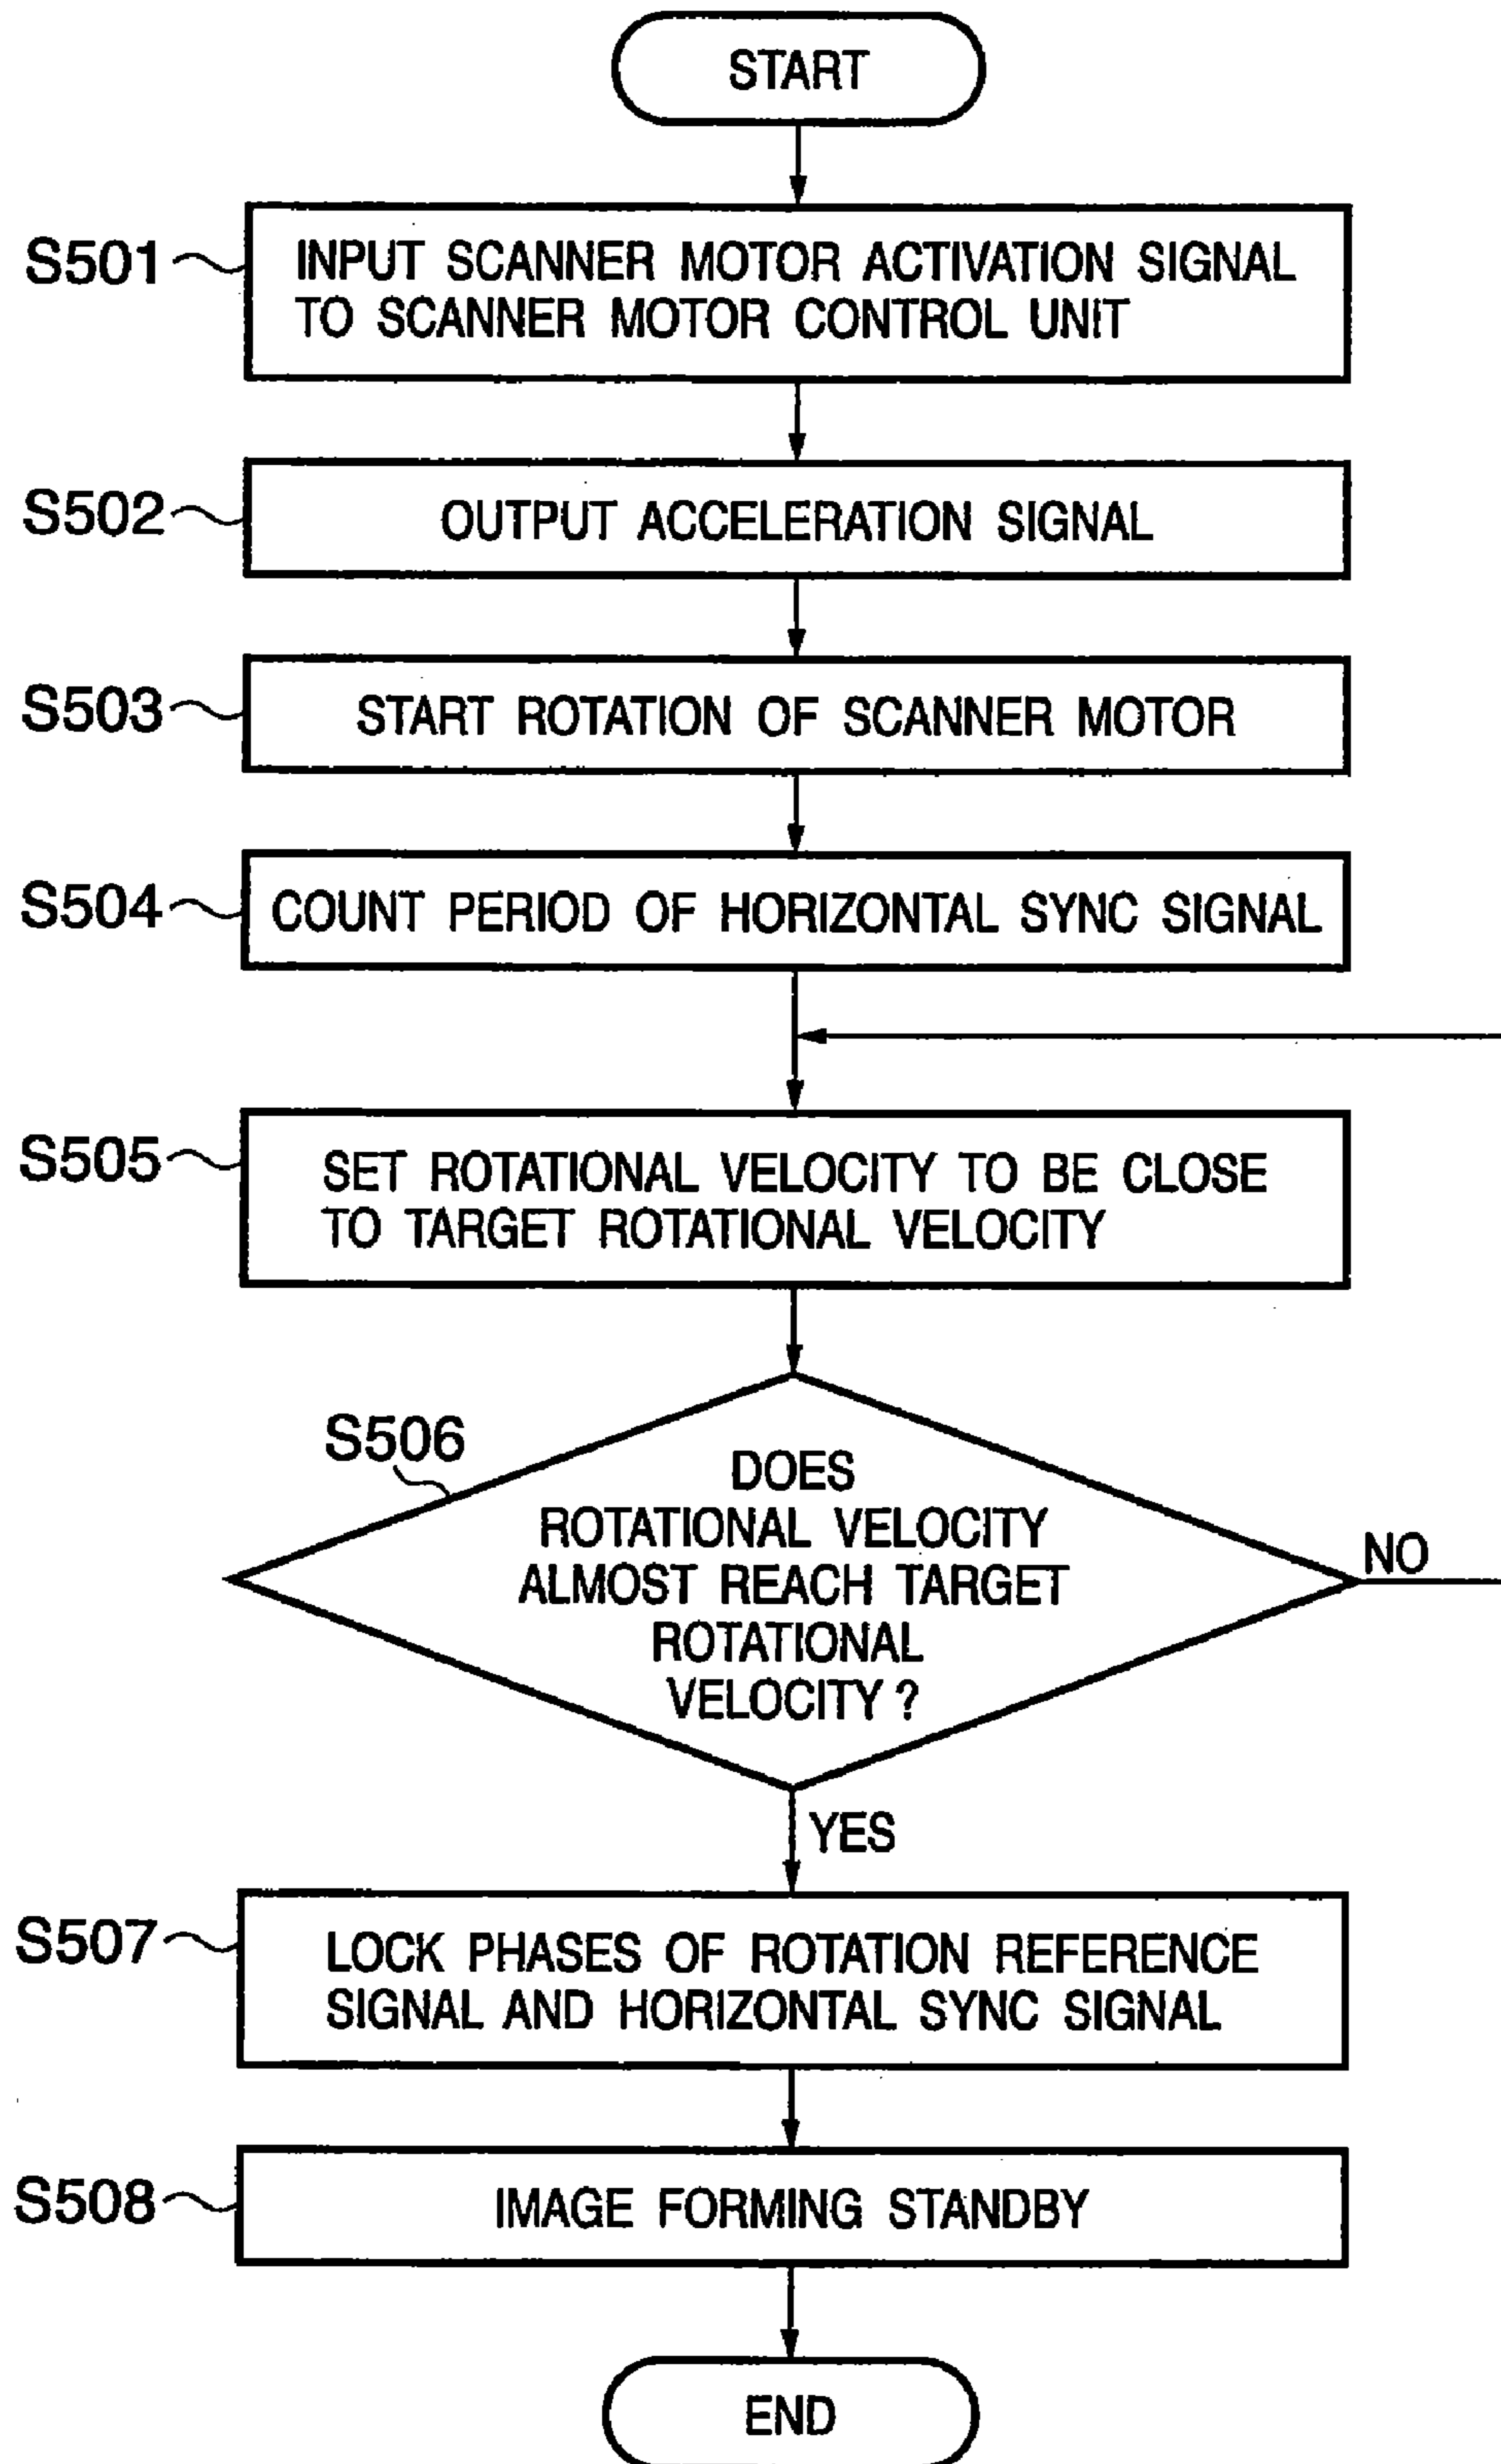 START
S501
INPUT SCANNER MOTOR ACTIVATION SIGNAL
TO SCANNER MOTOR CONTROL UNIT
S502
OUTPUT ACCELERATION SIGNAL
S503
START ROTATION OF SCANNER MOTOR
S504
COUNT PERIOD OF HORIZONTAL SYNC SIGNAL
S505
SET ROTATIONAL VELOCITY TO BE CLOSE
TO TARGET ROTATIONAL VELOCITY
S506
DOES
ROTATIONAL VELOCITY
ALMOST REACH TARGET
ROTATIONAL
VELOCITY ?
NO
YES
S507
LOCK PHASES OF ROTATION REFERENCE
SIGNAL AND HORIZONTAL SYNC SIGNAL
S508
IMAGE FORMING STANDBY
END